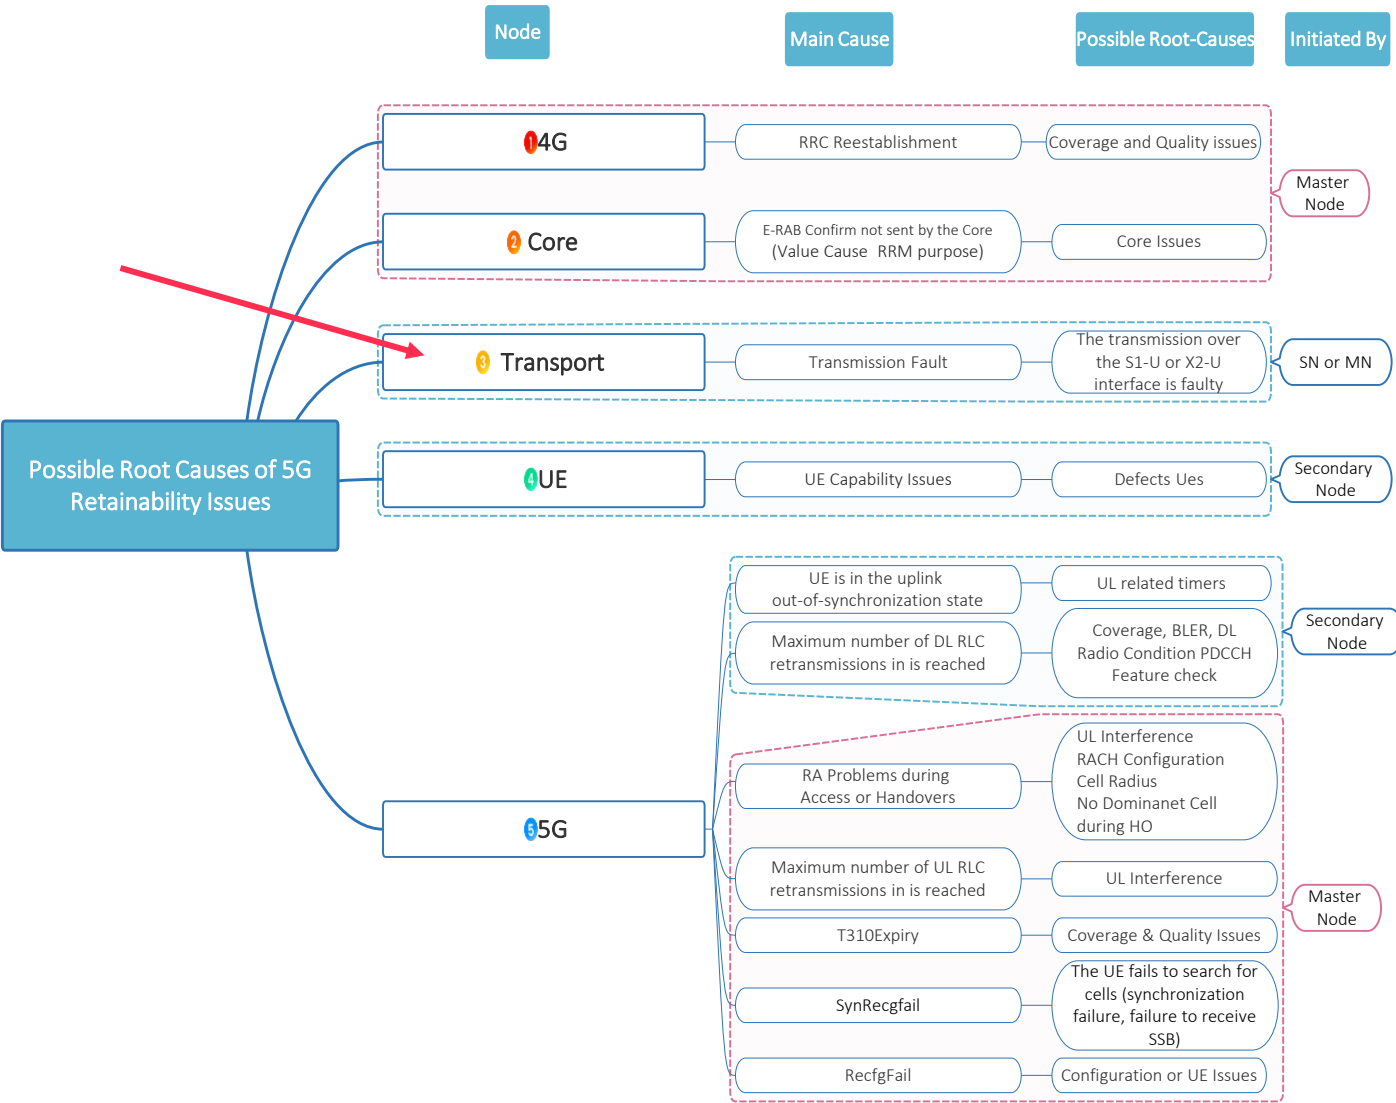 Node
Main Cause
Possible Root-Causes
Initiated By
1 4G
RRC Reestablishment
Coverage and Quality issues
Master
Node
2 Core
E-RAB Confirm not sent by the Core
(Value Cause RRM purpose)
Core Issues
3 Transport
Transmission Fault
The transmission over
the S1-U or X2-U
interface is faulty
SN or MN
Possible Root Causes of 5G
Retainability Issues
4 UE
UE Capability Issues
Defects Ues
Secondary
Node
5 5G
UE is in the uplink
out-of-synchronization state
UL related timers
Maximum number of DL RLC
retransmissions in is reached
Coverage, BLER, DL
Radio Condition PDCCH
Feature check
Secondary
Node
RA Problems during
Access or Handovers
UL Interference
RACH Configuration
Cell Radius
No Dominanet Cell
during HO
Maximum number of UL RLC
retransmissions in is reached
UL Interference
T310Expiry
Coverage & Quality Issues
SynRecgfail
The UE fails to search for
cells (synchronization
failure, failure to receive
SSB)
RecfgFail
Configuration or UE Issues
Master
Node